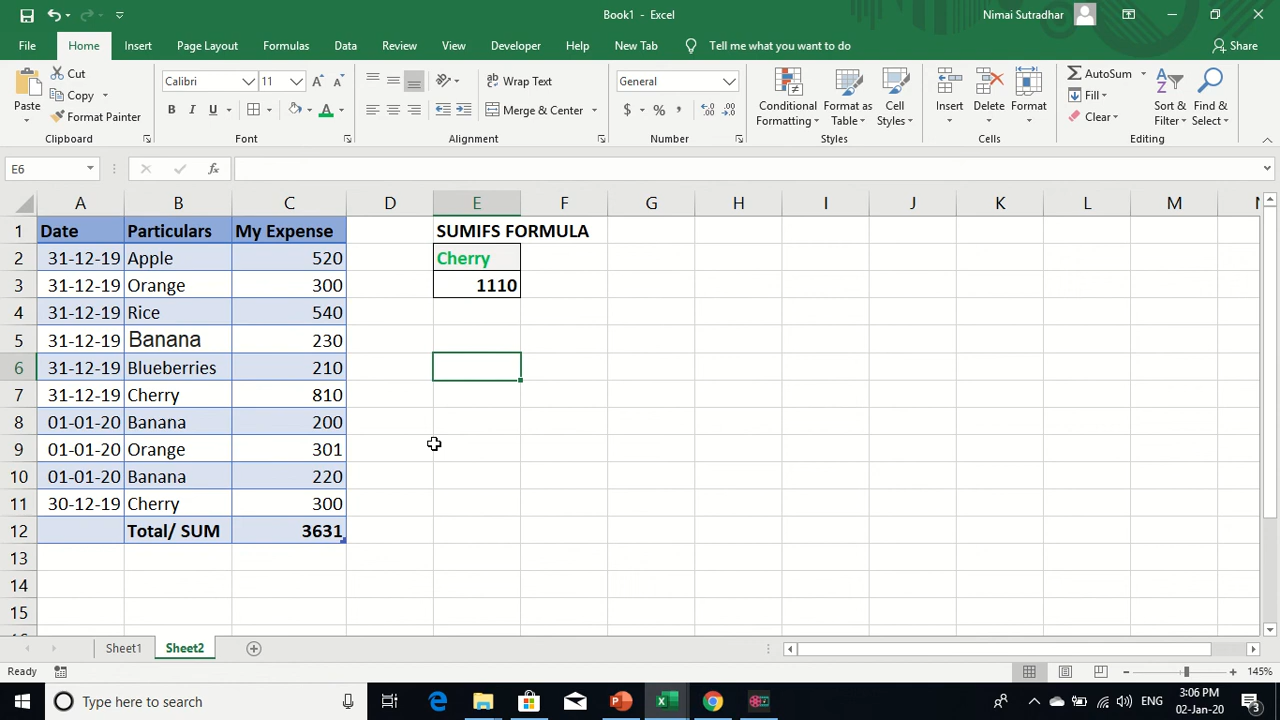 Book1 - Excel
Nimai Sutradhar
File Home Insert Page Layout Formulas Data Review View Developer Help New Tab Tell me what you want to do Share
Paste
Cut
Copy
Format Painter
Clipboard
Calibri 11
B I U
Font
Wrap Text
Merge & Center
Alignment
General
$ % ,
Number
Conditional Formatting
Format as Table
Cell Styles
Styles
Insert Delete Format
Cells
AutoSum
Fill
Clear
Sort & Filter
Find & Select
Editing
E6 fx
A B C D E F G H I J K L M N
1 Date Particulars My Expense SUMIFS FORMULA
2 31-12-19 Apple 520 Cherry
3 31-12-19 Orange 300 1110
4 31-12-19 Rice 540
5 31-12-19 Banana 230
6 31-12-19 Blueberries 210
7 31-12-19 Cherry 810
8 01-01-20 Banana 200
9 01-01-20 Orange 301
10 01-01-20 Banana 220
11 30-12-19 Cherry 300
12 Total/ SUM 3631
13
14
15
Sheet1 Sheet2
Ready 145%
Type here to search
ENG
3:06 PM
02-Jan-20
3